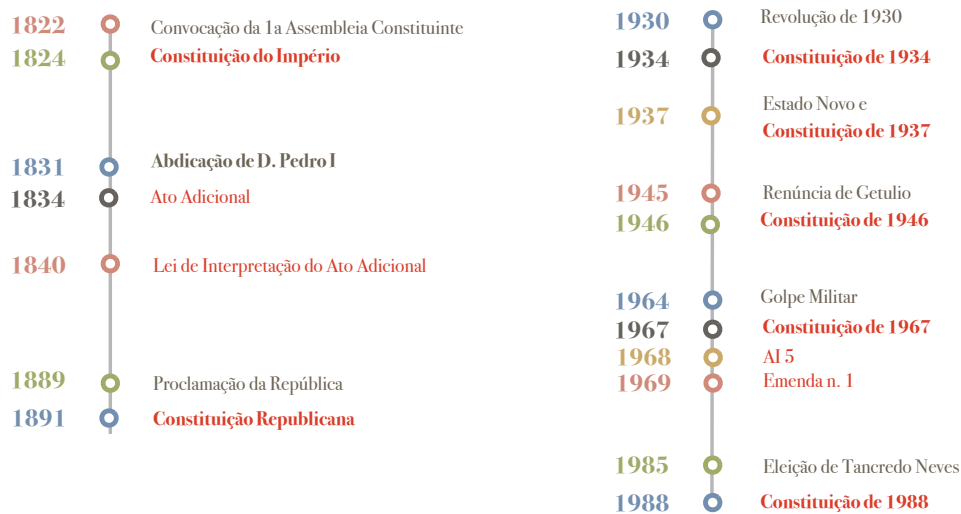 1822 Convocação da 1a Assembleia Constituinte
1824 Constituição do Império
1831 Abdicação de D. Pedro I
1834 Ato Adicional
1840 Lei de Interpretação do Ato Adicional
1889 Proclamação da República
1891 Constituição Republicana
1930 Revolução de 1930
1934 Constituição de 1934
1937 Estado Novo e
Constituição de 1937
1945 Renúncia de Getulio
1946 Constituição de 1946
1964 Golpe Militar
1967 Constituição de 1967
1968 AI 5
1969 Emenda n. 1
1985 Eleição de Tancredo Neves
1988 Constituição de 1988